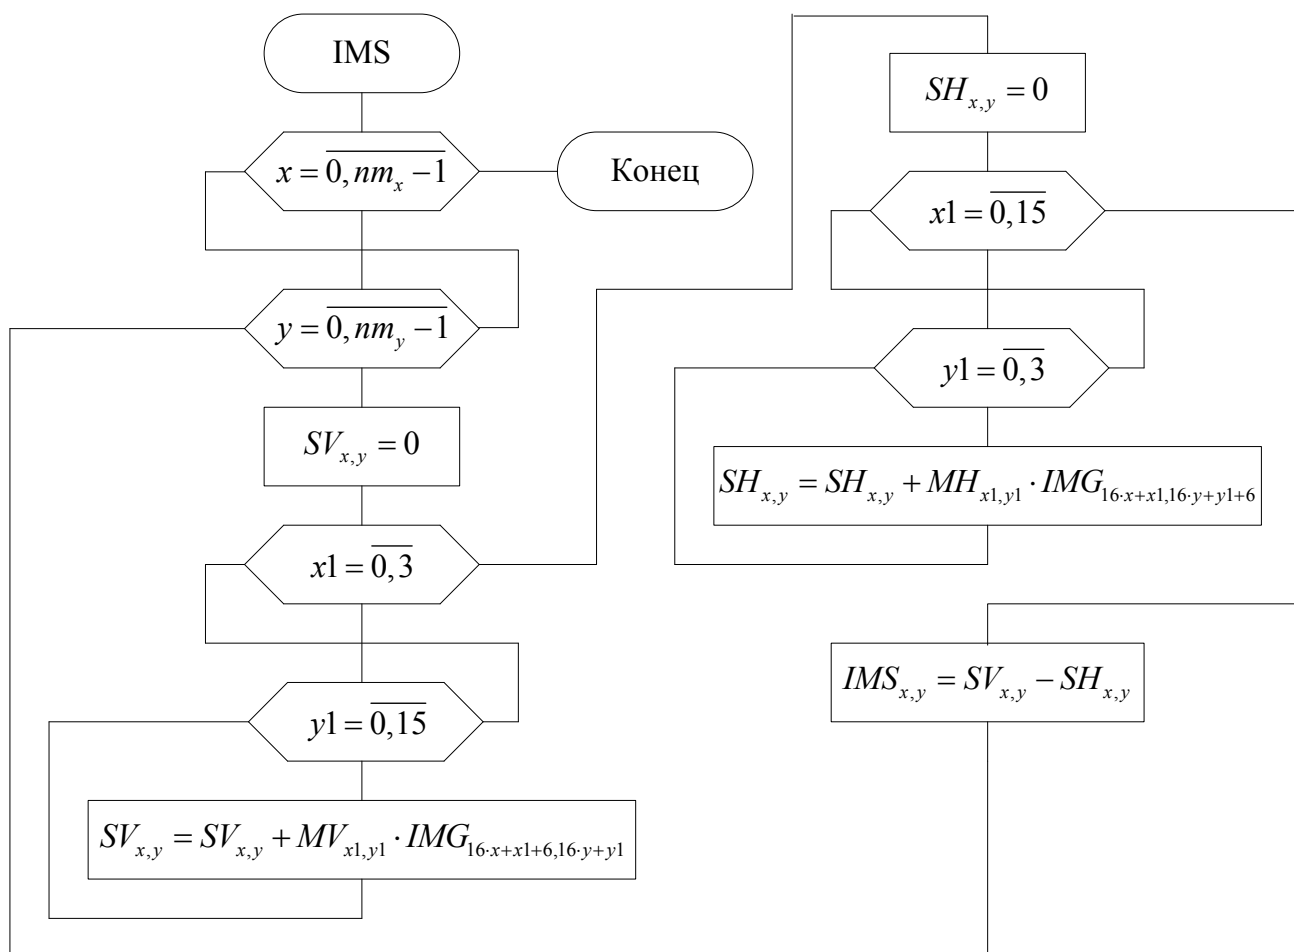 IMS
x = 0, nm_x − 1
Конец
y = 0, nm_y − 1
SV_{x,y} = 0
x1 = 0,3
y1 = 0,15
SV_{x,y} = SV_{x,y} + MV_{x1,y1} · IMG_{16·x+x1+6,16·y+y1}
SH_{x,y} = 0
x1 = 0,15
y1 = 0,3
SH_{x,y} = SH_{x,y} + MH_{x1,y1} · IMG_{16·x+x1,16·y+y1+6}
IMS_{x,y} = SV_{x,y} − SH_{x,y}